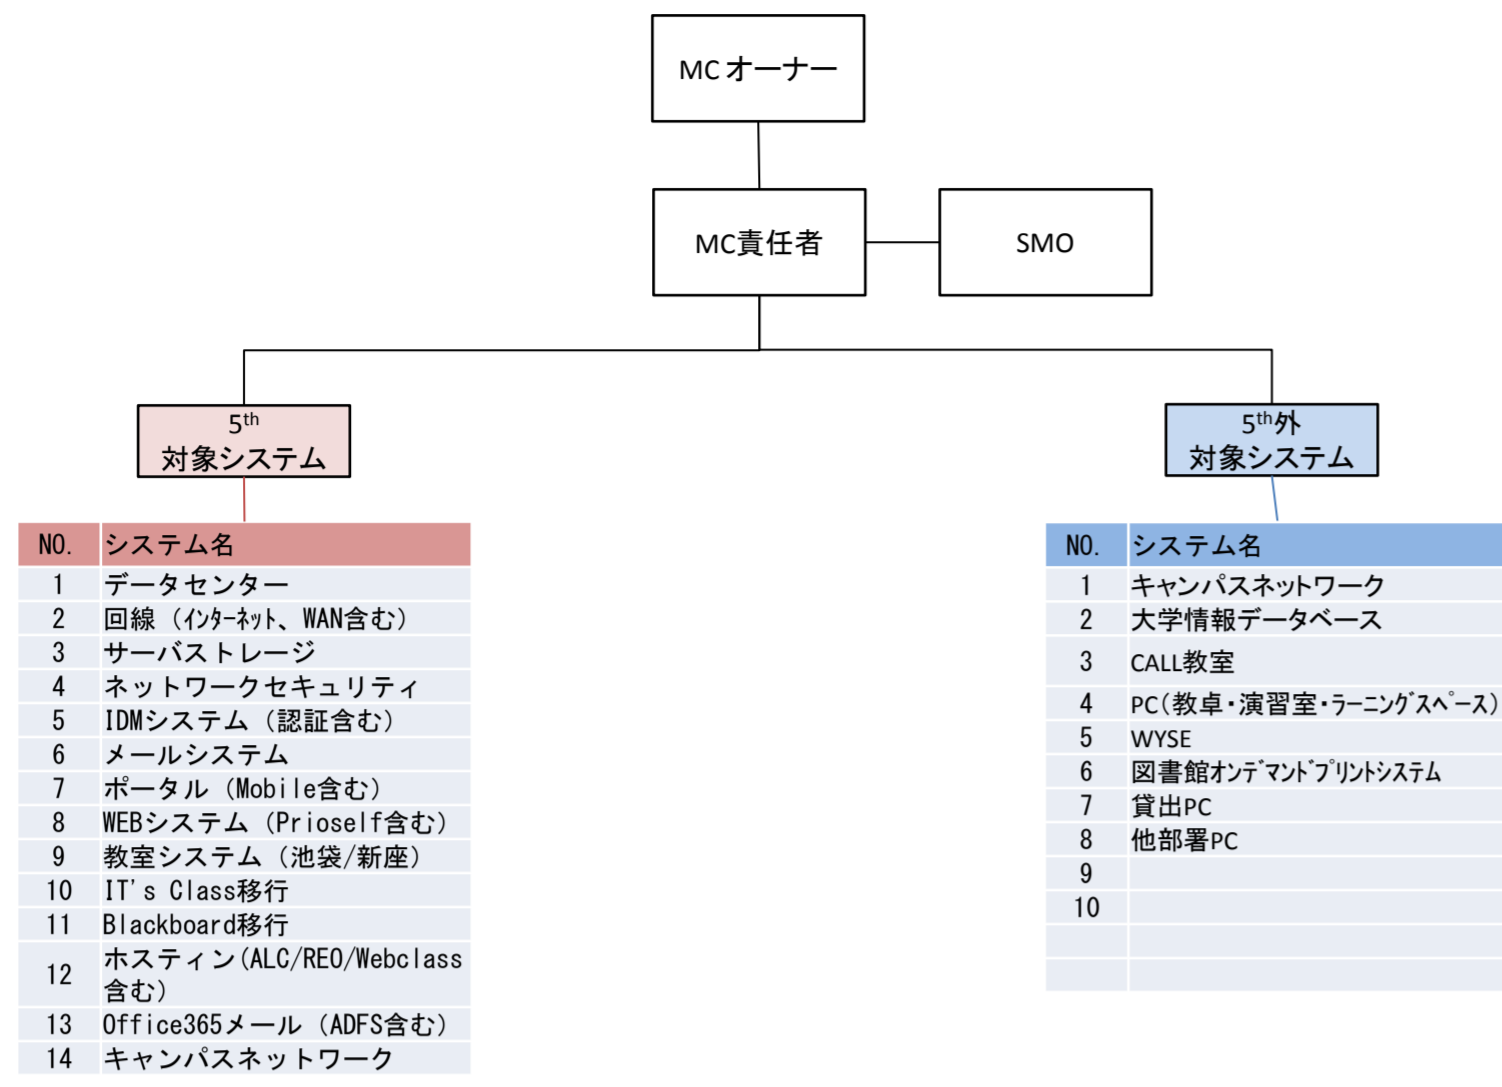 MC オーナー
MC責任者
SMO
5th
対象システム
5th外
対象システム
NO. システム名
1 データセンター
2 回線（ｲﾝﾀｰﾈｯﾄ、WAN含む）
3 サーバストレージ
4 ネットワークセキュリティ
5 IDMシステム（認証含む）
6 メールシステム
7 ポータル（Mobile含む）
8 WEBシステム（Prioself含む）
9 教室システム（池袋/新座）
10 IT's Class移行
11 Blackboard移行
12 ホスティン(ALC/REO/Webclass
含む）
13 Office365メール（ADFS含む）
14 キャンパスネットワーク
NO. システム名
1 キャンパスネットワーク
2 大学情報データベース
3 CALL教室
4 PC（教卓・演習室・ﾗｰﾆﾝｸﾞｽﾍﾟｰｽ）
5 WYSE
6 図書館ｵﾝﾃﾞﾏﾝﾄﾞﾌﾟﾘﾝﾄｼｽﾃﾑ
7 貸出PC
8 他部署PC
9
10